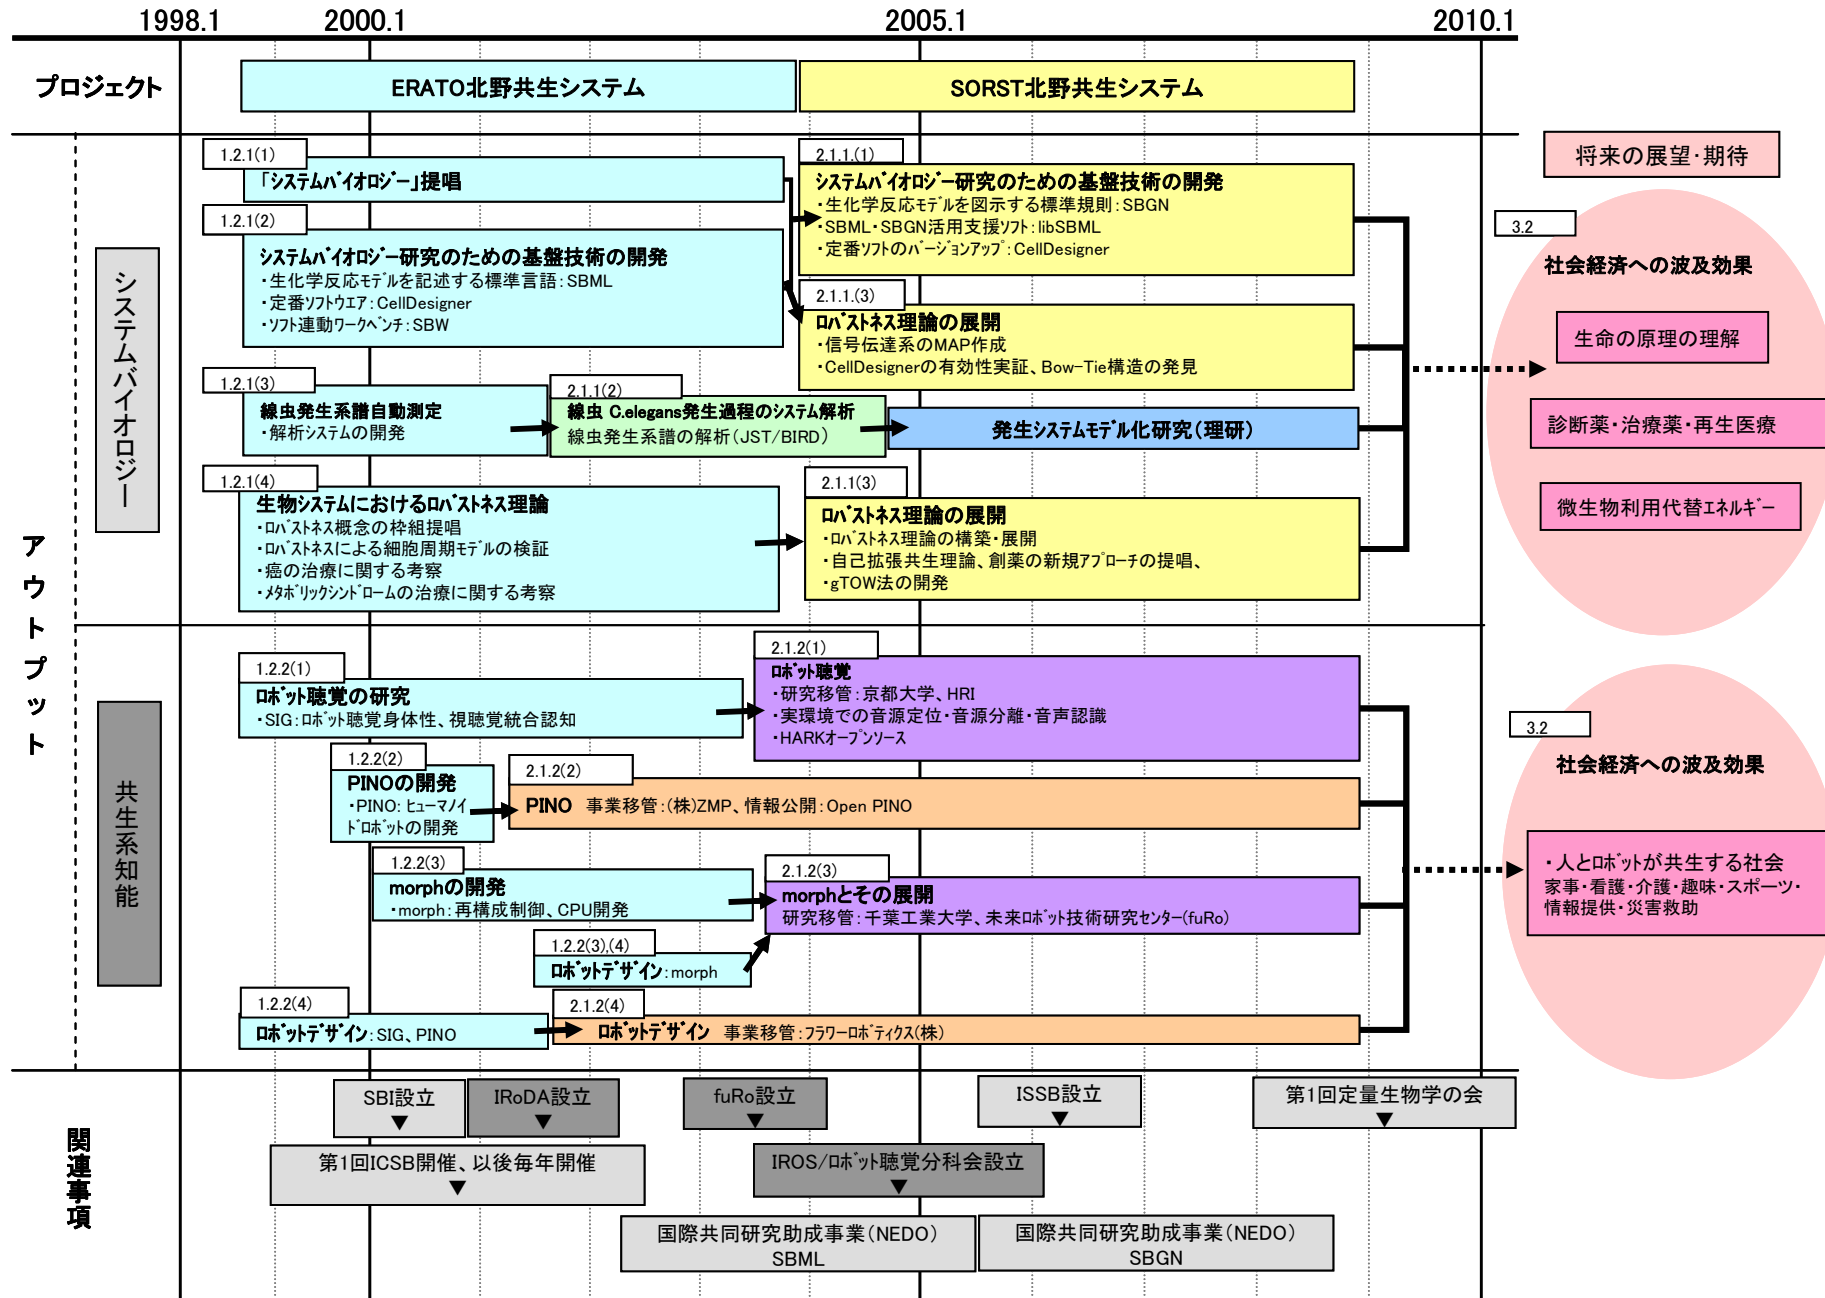 1998.1
2000.1
2005.1
2010.1
プロジェクト
ERATO北野共生システム
SORST北野共生システム
アウトプット
システムバイオロジー
1.2.1(1)
「システムバイオロジー」提唱
1.2.1(2)
システムバイオロジー研究のための基盤技術の開発
・生化学反応モデルを記述する標準言語：SBML
・定番ソフトウエア：CellDesigner
・ソフト連動ワークベンチ：SBW
2.1.1.(1)
システムバイオロジー研究のための基盤技術の開発
・生化学反応モデルを図示する標準規則：SBGN
・SBML・SBGN活用支援ソフト：libSBML
・定番ソフトのバージョンアップ：CellDesigner
2.1.1.(3)
ロバストネス理論の展開
・信号伝達系のMAP作成
・CellDesignerの有効性実証、Bow-Tie構造の発見
1.2.1(3)
線虫発生系譜自動測定
・解析システムの開発
2.1.1(2)
線虫 C.elegans発生過程のシステム解析
線虫発生系譜の解析（JST/BIRD）
発生システムモデル化研究（理研）
1.2.1(4)
生物システムにおけるロバストネス理論
・ロバストネス概念の枠組提唱
・ロバストネスによる細胞周期モデルの検証
・癌の治療に関する考察
・メタボリックシンドロームの治療に関する考察
2.1.1(3)
ロバストネス理論の展開
・ロバストネス理論の構築・展開
・自己拡張共生理論、創薬の新規アプローチの提唱、
・gTOW法の開発
将来の展望・期待
3.2
社会経済への波及効果
生命の原理の理解
診断薬・治療薬・再生医療
微生物利用代替エネルギー
共生系知能
1.2.2(1)
ロボット聴覚の研究
・SIG：ロボット聴覚身体性、視聴覚統合認知
2.1.2(1)
ロボット聴覚
・研究移管：京都大学、HRI
・実環境での音源定位・音源分離・音声認識
・HARKオープンソース
1.2.2(2)
PINOの開発
・PINO：ヒューマノイ
ドロボットの開発
2.1.2(2)
PINO 事業移管：(株)ZMP、情報公開：Open PINO
1.2.2(3)
morphの開発
・morph：再構成制御、CPU開発
2.1.2(3)
morphとその展開
研究移管：千葉工業大学、未来ロボット技術研究センター(fuRo)
1.2.2(3),(4)
ロボットデザイン：morph
1.2.2(4)
ロボットデザイン：SIG、PINO
2.1.2(4)
ロボットデザイン 事業移管：フラワーロボティクス(株)
3.2
社会経済への波及効果
・人とロボットが共生する社会
家事・看護・介護・趣味・スポーツ・
情報提供・災害救助
関連事項
SBI設立
▼
IRoDA設立
▼
fuRo設立
▼
ISSB設立
▼
第1回定量生物学の会
▼
第1回ICSB開催、以後毎年開催
▼
IROS/ロボット聴覚分科会設立
▼
国際共同研究助成事業（NEDO）
SBML
国際共同研究助成事業（NEDO）
SBGN